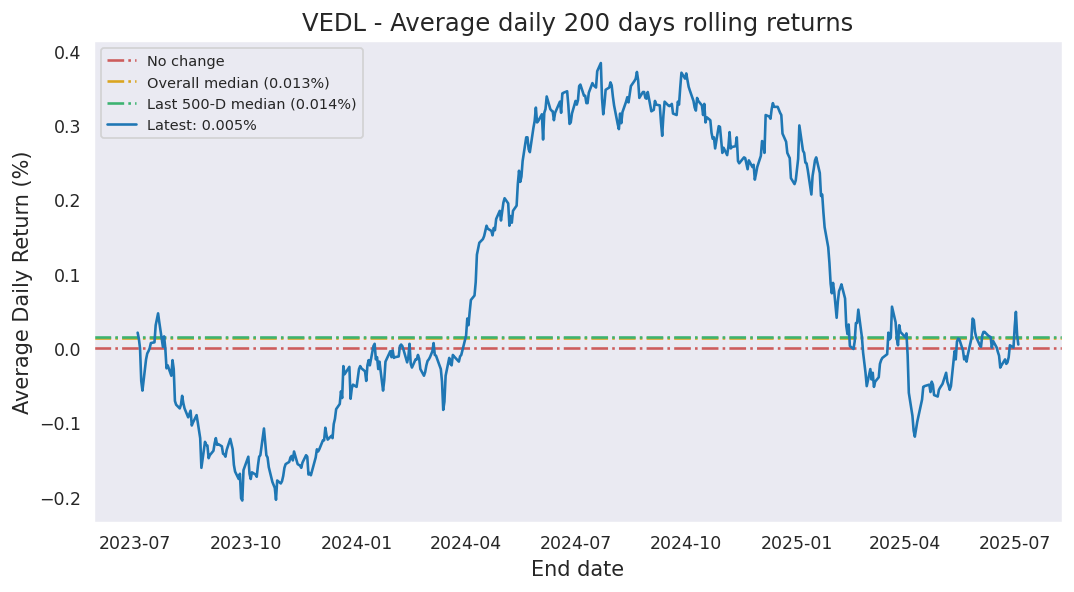 VEDL - Average daily 200 days rolling returns
Average Daily Return (%)
0.4
0.3
0.2
0.1
0.0
−0.1
−0.2
No change
Overall median (0.013%)
Last 500-D median (0.014%)
Latest: 0.005%
2023-07 2023-10 2024-01 2024-04 2024-07 2024-10 2025-01 2025-04 2025-07
End date